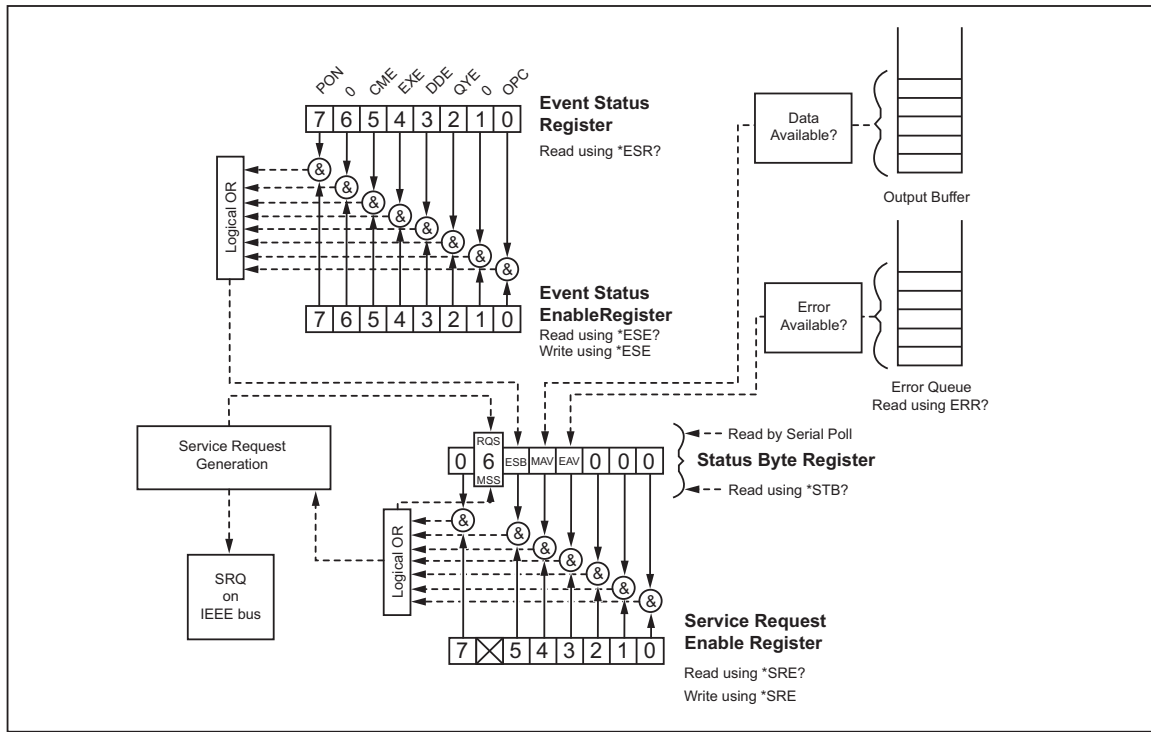 PON
0
CME
EXE
DDE
QYE
0
OPC
7 6 5 4 3 2 1 0
Event Status
Register
Read using *ESR?
& & & & & & & &
Logical OR
Event Status
EnableRegister
7 6 5 4 3 2 1 0
Read using *ESE?
Write using *ESE
Data
Available?
Output Buffer
Error
Available?
Error Queue
Read using ERR?
Service Request
Generation
SRQ
on
IEEE bus
RQS
0 6 ESB MAV EAV 0 0 0
MSS
Read by Serial Poll
Status Byte Register
Read using *STB?
& & & & & & &
Logical OR
7 5 4 3 2 1 0
Service Request
Enable Register
Read using *SRE?
Write using *SRE